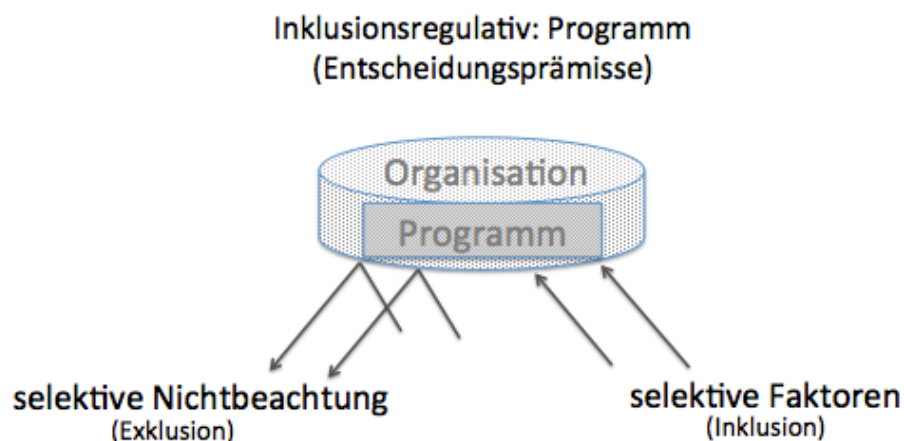 Inklusionsregulativ: Programm
(Entscheidungsprämisse)
Organisation
Programm
selektive Nichtbeachtung
(Exklusion)
selektive Faktoren
(Inklusion)